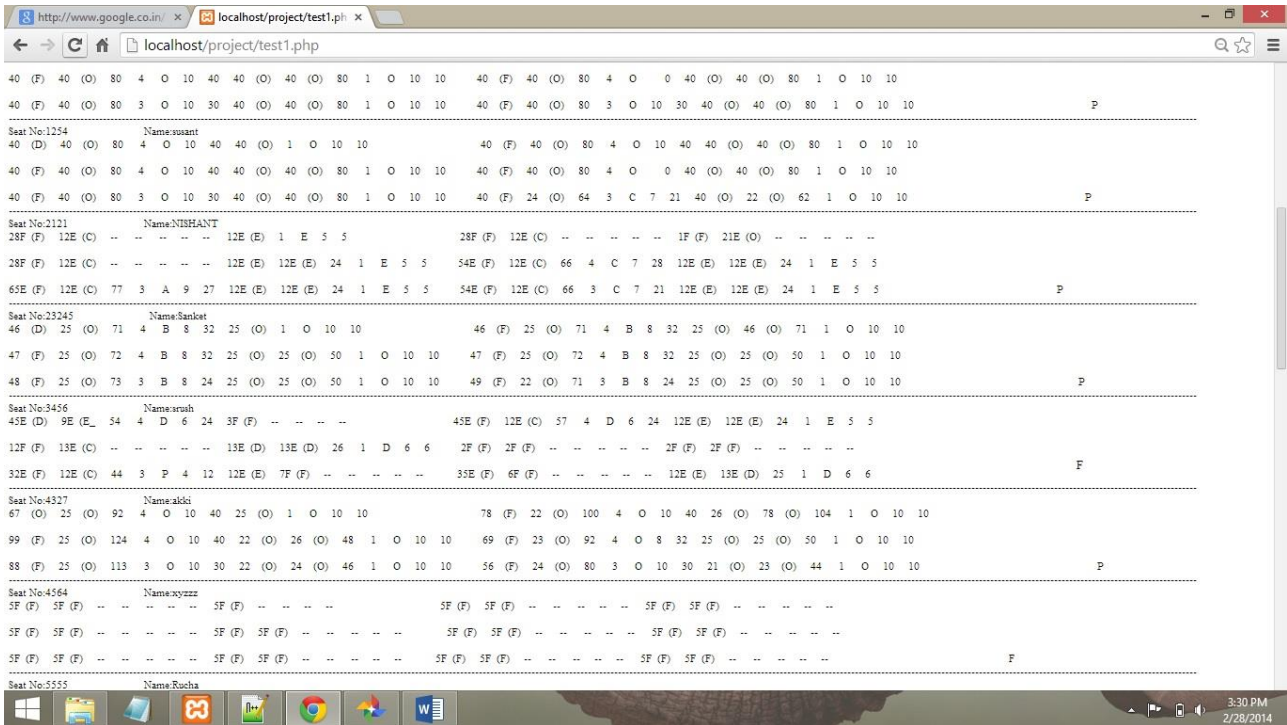 http://www.google.co.in/ × localhost/project/test1.ph ×
localhost/project/test1.php
40 (F) 40 (O) 80 4 O 10 40 40 (O) 40 (O) 80 1 O 10 10 40 (F) 40 (O) 80 4 O 0 40 (O) 40 (O) 80 1 O 10 10
40 (F) 40 (O) 80 3 O 10 30 40 (O) 40 (O) 80 1 O 10 10 40 (F) 40 (O) 80 3 O 10 30 40 (O) 40 (O) 80 1 O 10 10 P
Seat No:1254 Name:susant
40 (D) 40 (O) 80 4 O 10 40 40 (O) 1 O 10 10 40 (F) 40 (O) 80 4 O 10 40 40 (O) 40 (O) 80 1 O 10 10
40 (F) 40 (O) 80 4 O 10 40 40 (O) 40 (O) 80 1 O 10 10 40 (F) 40 (O) 80 4 O 0 40 (O) 40 (O) 80 1 O 10 10
40 (F) 40 (O) 80 3 O 10 30 40 (O) 40 (O) 80 1 O 10 10 40 (F) 24 (O) 64 3 C 7 21 40 (O) 22 (O) 62 1 O 10 10 P
Seat No:2121 Name:NISHANT
28F (F) 12E (C) -- -- -- -- -- 12E (E) 1 E 5 5 28F (F) 12E (C) -- -- -- -- -- 1F (F) 21E (O) -- -- -- -- --
28F (F) 12E (C) -- -- -- -- -- 12E (E) 12E (E) 24 1 E 5 5 54E (F) 12E (C) 66 4 C 7 28 12E (E) 12E (E) 24 1 E 5 5
65E (F) 12E (C) 77 3 A 9 27 12E (E) 12E (E) 24 1 E 5 5 54E (F) 12E (C) 66 3 C 7 21 12E (E) 12E (E) 24 1 E 5 5 P
Seat No:23245 Name:Sanket
46 (D) 25 (O) 71 4 B 8 32 25 (O) 1 O 10 10 46 (F) 25 (O) 71 4 B 8 32 25 (O) 46 (O) 71 1 O 10 10
47 (F) 25 (O) 72 4 B 8 32 25 (O) 25 (O) 50 1 O 10 10 47 (F) 25 (O) 72 4 B 8 32 25 (O) 25 (O) 50 1 O 10 10
48 (F) 25 (O) 73 3 B 8 24 25 (O) 25 (O) 50 1 O 10 10 49 (F) 22 (O) 71 3 B 8 24 25 (O) 25 (O) 50 1 O 10 10 P
Seat No:3456 Name:srush
45E (D) 9E (E_ 54 4 D 6 24 3F (F) -- -- -- -- 45E (F) 12E (C) 57 4 D 6 24 12E (E) 12E (E) 24 1 E 5 5
12F (F) 13E (C) -- -- -- -- -- 13E (D) 13E (D) 26 1 D 6 6 2F (F) 2F (F) -- -- -- -- -- 2F (F) 2F (F) -- -- -- -- --
32E (F) 12E (C) 44 3 P 4 12 12E (E) 7F (F) -- -- -- -- -- 35E (F) 6F (F) -- -- -- -- -- 12E (E) 13E (D) 25 1 D 6 6 F
Seat No:4327 Name:akki
67 (O) 25 (O) 92 4 O 10 40 25 (O) 1 O 10 10 78 (F) 22 (O) 100 4 O 10 40 26 (O) 78 (O) 104 1 O 10 10
99 (F) 25 (O) 124 4 O 10 40 22 (O) 26 (O) 48 1 O 10 10 69 (F) 23 (O) 92 4 O 8 32 25 (O) 25 (O) 50 1 O 10 10
88 (F) 25 (O) 113 3 O 10 30 22 (O) 24 (O) 46 1 O 10 10 56 (F) 24 (O) 80 3 O 10 30 21 (O) 23 (O) 44 1 O 10 10 P
Seat No:4564 Name:xyzzz
5F (F) 5F (F) -- -- -- -- -- 5F (F) -- -- -- -- 5F (F) 5F (F) -- -- -- -- -- 5F (F) 5F (F) -- -- -- -- --
5F (F) 5F (F) -- -- -- -- -- 5F (F) 5F (F) -- -- -- -- -- 5F (F) 5F (F) -- -- -- -- -- 5F (F) 5F (F) -- -- -- -- --
5F (F) 5F (F) -- -- -- -- -- 5F (F) 5F (F) -- -- -- -- -- 5F (F) 5F (F) -- -- -- -- -- 5F (F) 5F (F) -- -- -- -- -- F
Seat No:5555 Name:Rucha
3:30 PM
2/28/2014